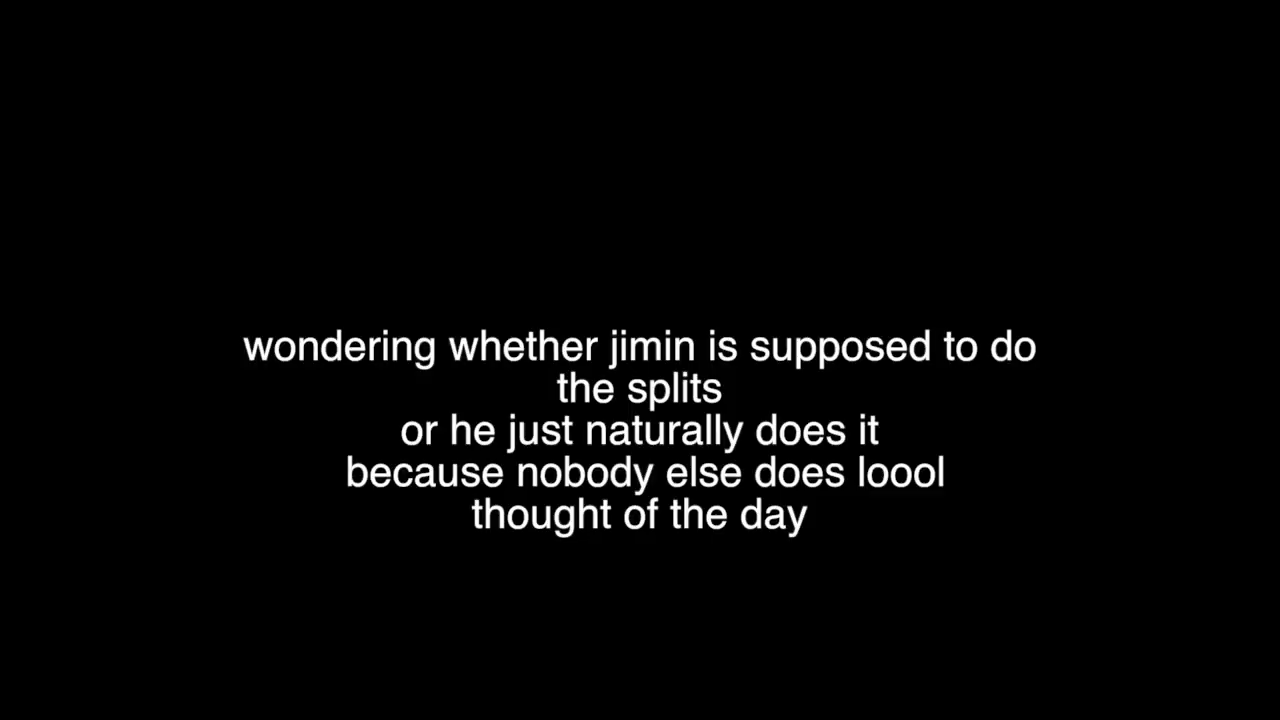 wondering whether jimin is supposed to do
the splits
or he just naturally does it
because nobody else does loool
thought of the day